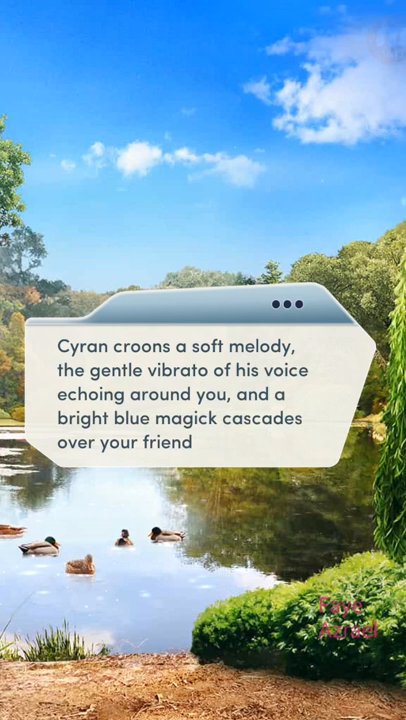 Cyran croons a soft melody,
the gentle vibrato of his voice
echoing around you, and a
bright blue magick cascades
over your friend
Faye
Azrael